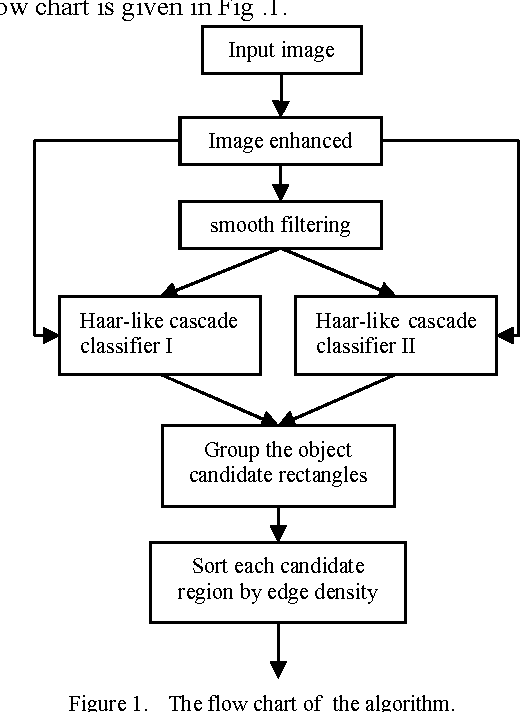 ow chart is given in Fig .1.
Input image
Image enhanced
smooth filtering
Haar-like cascade
classifier I
Haar-like cascade
classifier II
Group the object
candidate rectangles
Sort each candidate
region by edge density
Figure 1. The flow chart of the algorithm.